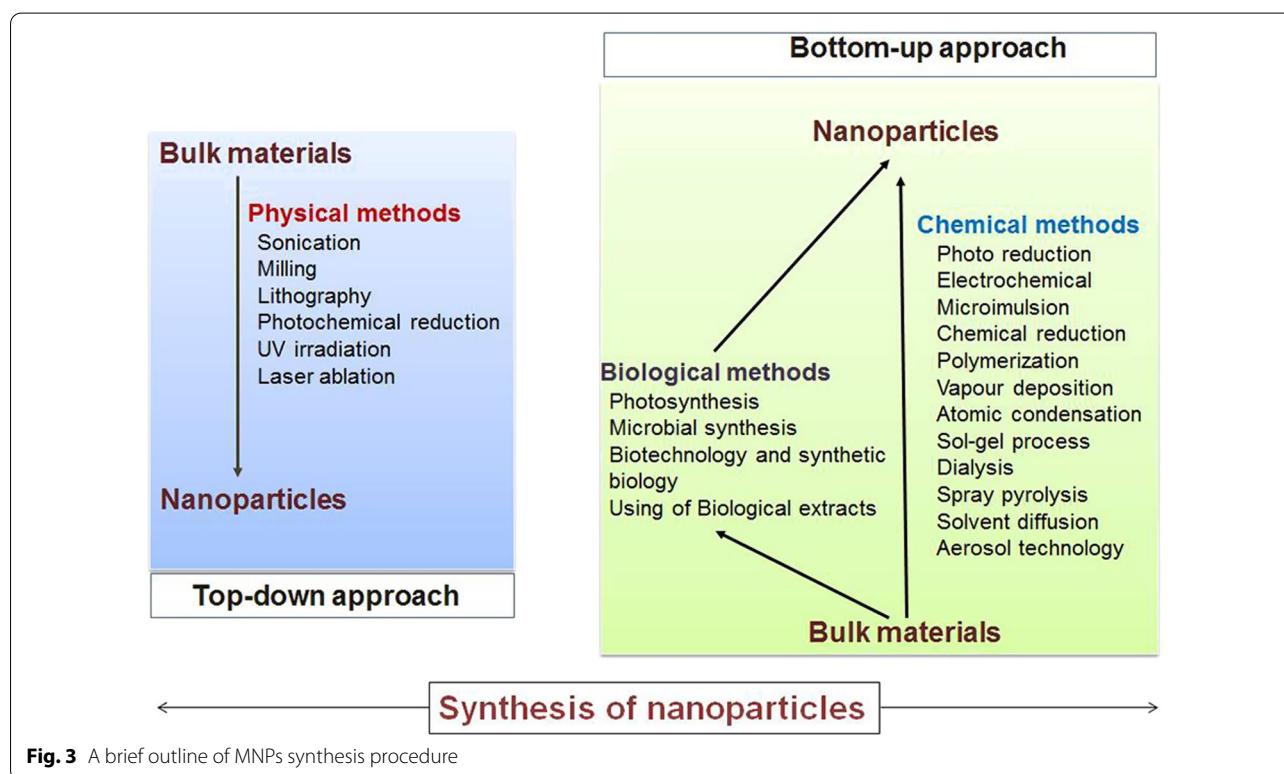 Bottom-up approach
Bulk materials
Physical methods
Sonication
Milling
Lithography
Photochemical reduction
UV irradiation
Laser ablation
Nanoparticles
Top-down approach
Nanoparticles
Chemical methods
Photo reduction
Electrochemical
Microimulsion
Chemical reduction
Polymerization
Vapour deposition
Atomic condensation
Sol-gel process
Dialysis
Spray pyrolysis
Solvent diffusion
Aerosol technology
Biological methods
Photosynthesis
Microbial synthesis
Biotechnology and synthetic
biology
Using of Biological extracts
Bulk materials
Synthesis of nanoparticles
Fig. 3 A brief outline of MNPs synthesis procedure